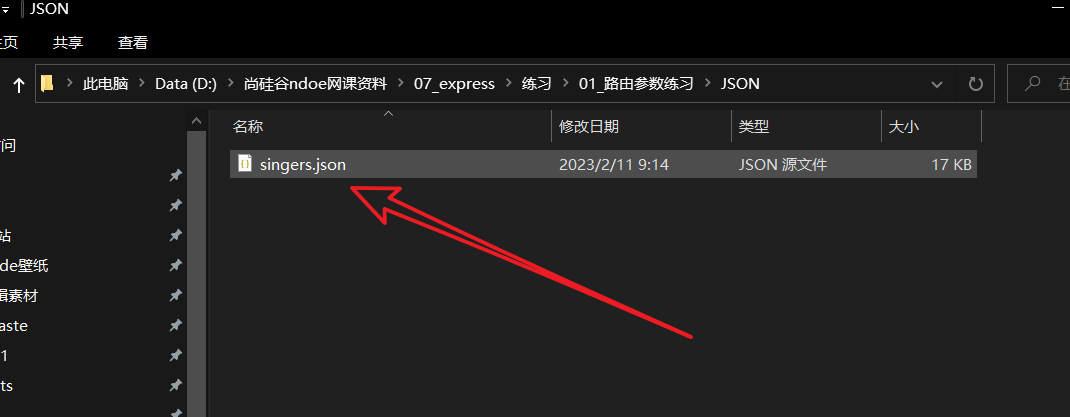 JSON
主页 共享 查看
此电脑 Data (D:) 尚硅谷ndoe网课资料 07_express 练习 01_路由参数练习 JSON 在
名称 修改日期 类型 大小
问
singers.json 2023/2/11 9:14 JSON 源文件 17 KB
站
de壁纸
辑素材
aste
1
ts